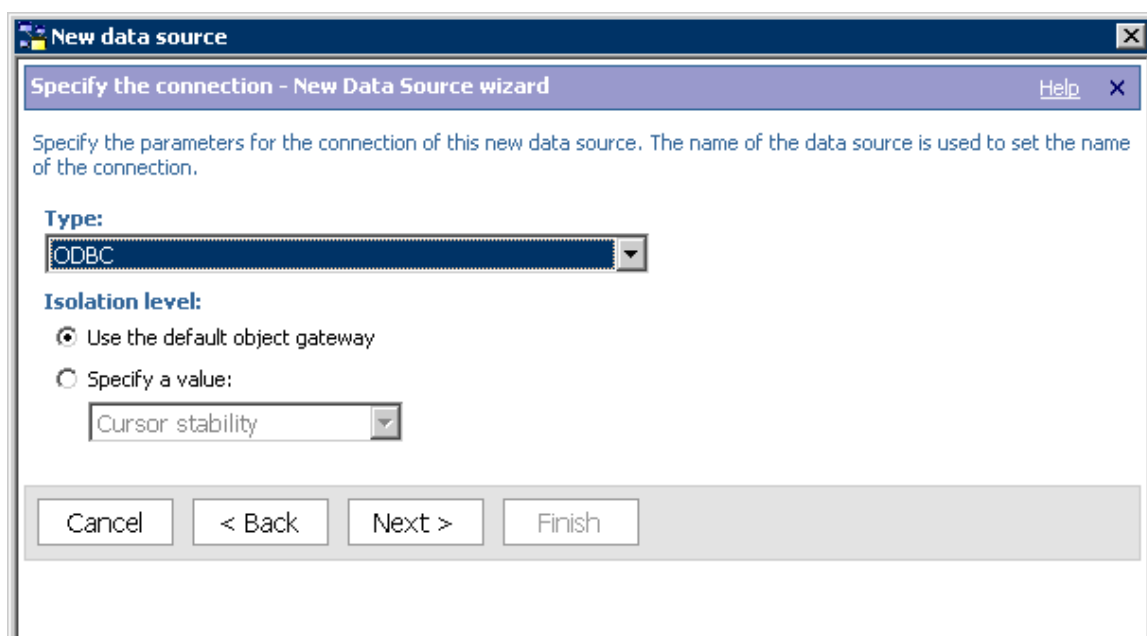 New data source
Specify the connection - New Data Source wizard Help
Specify the parameters for the connection of this new data source. The name of the data source is used to set the name
of the connection.
Type:
ODBC
Isolation level:
Use the default object gateway
Specify a value:
Cursor stability
Cancel < Back Next > Finish